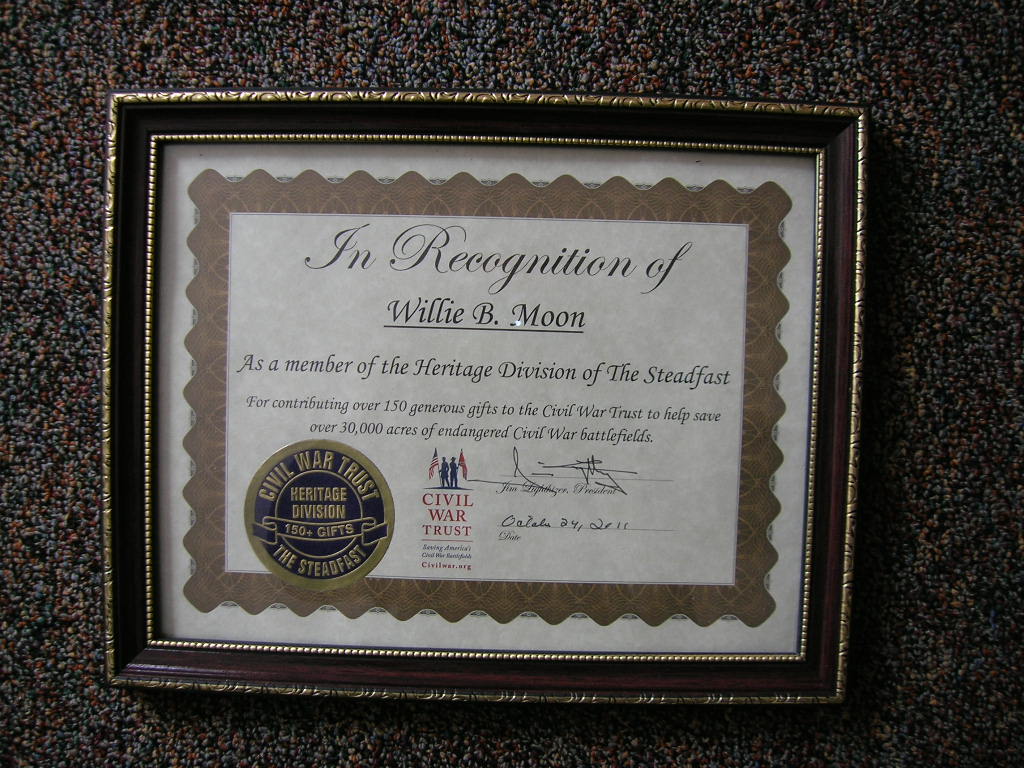 In Recognition of
Willie B. Moon
As a member of the Heritage Division of The Steadfast
For contributing over 150 generous gifts to the Civil War Trust to help save
over 30,000 acres of endangered Civil War battlefields.
CIVIL WAR TRUST
HERITAGE
DIVISION
150+ GIFTS
THE STEADFAST
CIVIL
WAR
TRUST
Saving America's
Civil War Battlefields
Civilwar.org
Jim Lighthizer, President
October 24, 2011
Date